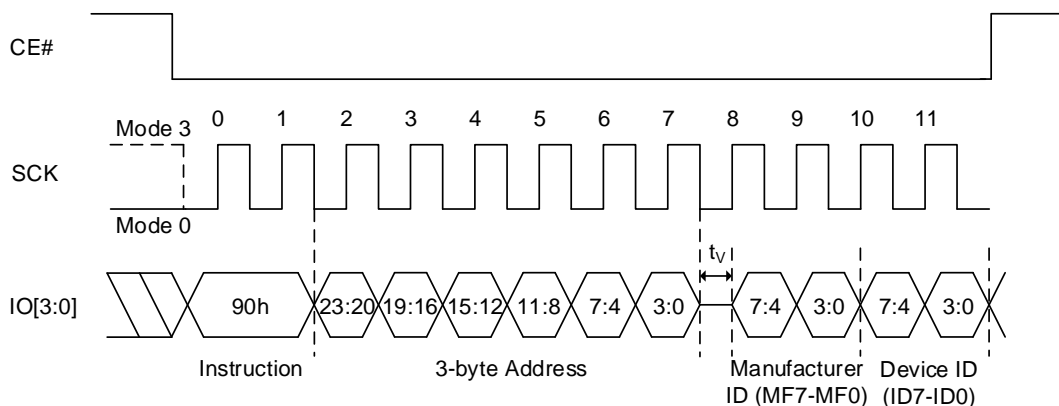 CE#
0 1 2 3 4 5 6 7 8 9 10 11
Mode 3
SCK
Mode 0
tV
IO[3:0] 90h 23:20 19:16 15:12 11:8 7:4 3:0 7:4 3:0 7:4 3:0
Instruction 3-byte Address Manufacturer Device ID
ID (MF7-MF0) (ID7-ID0)